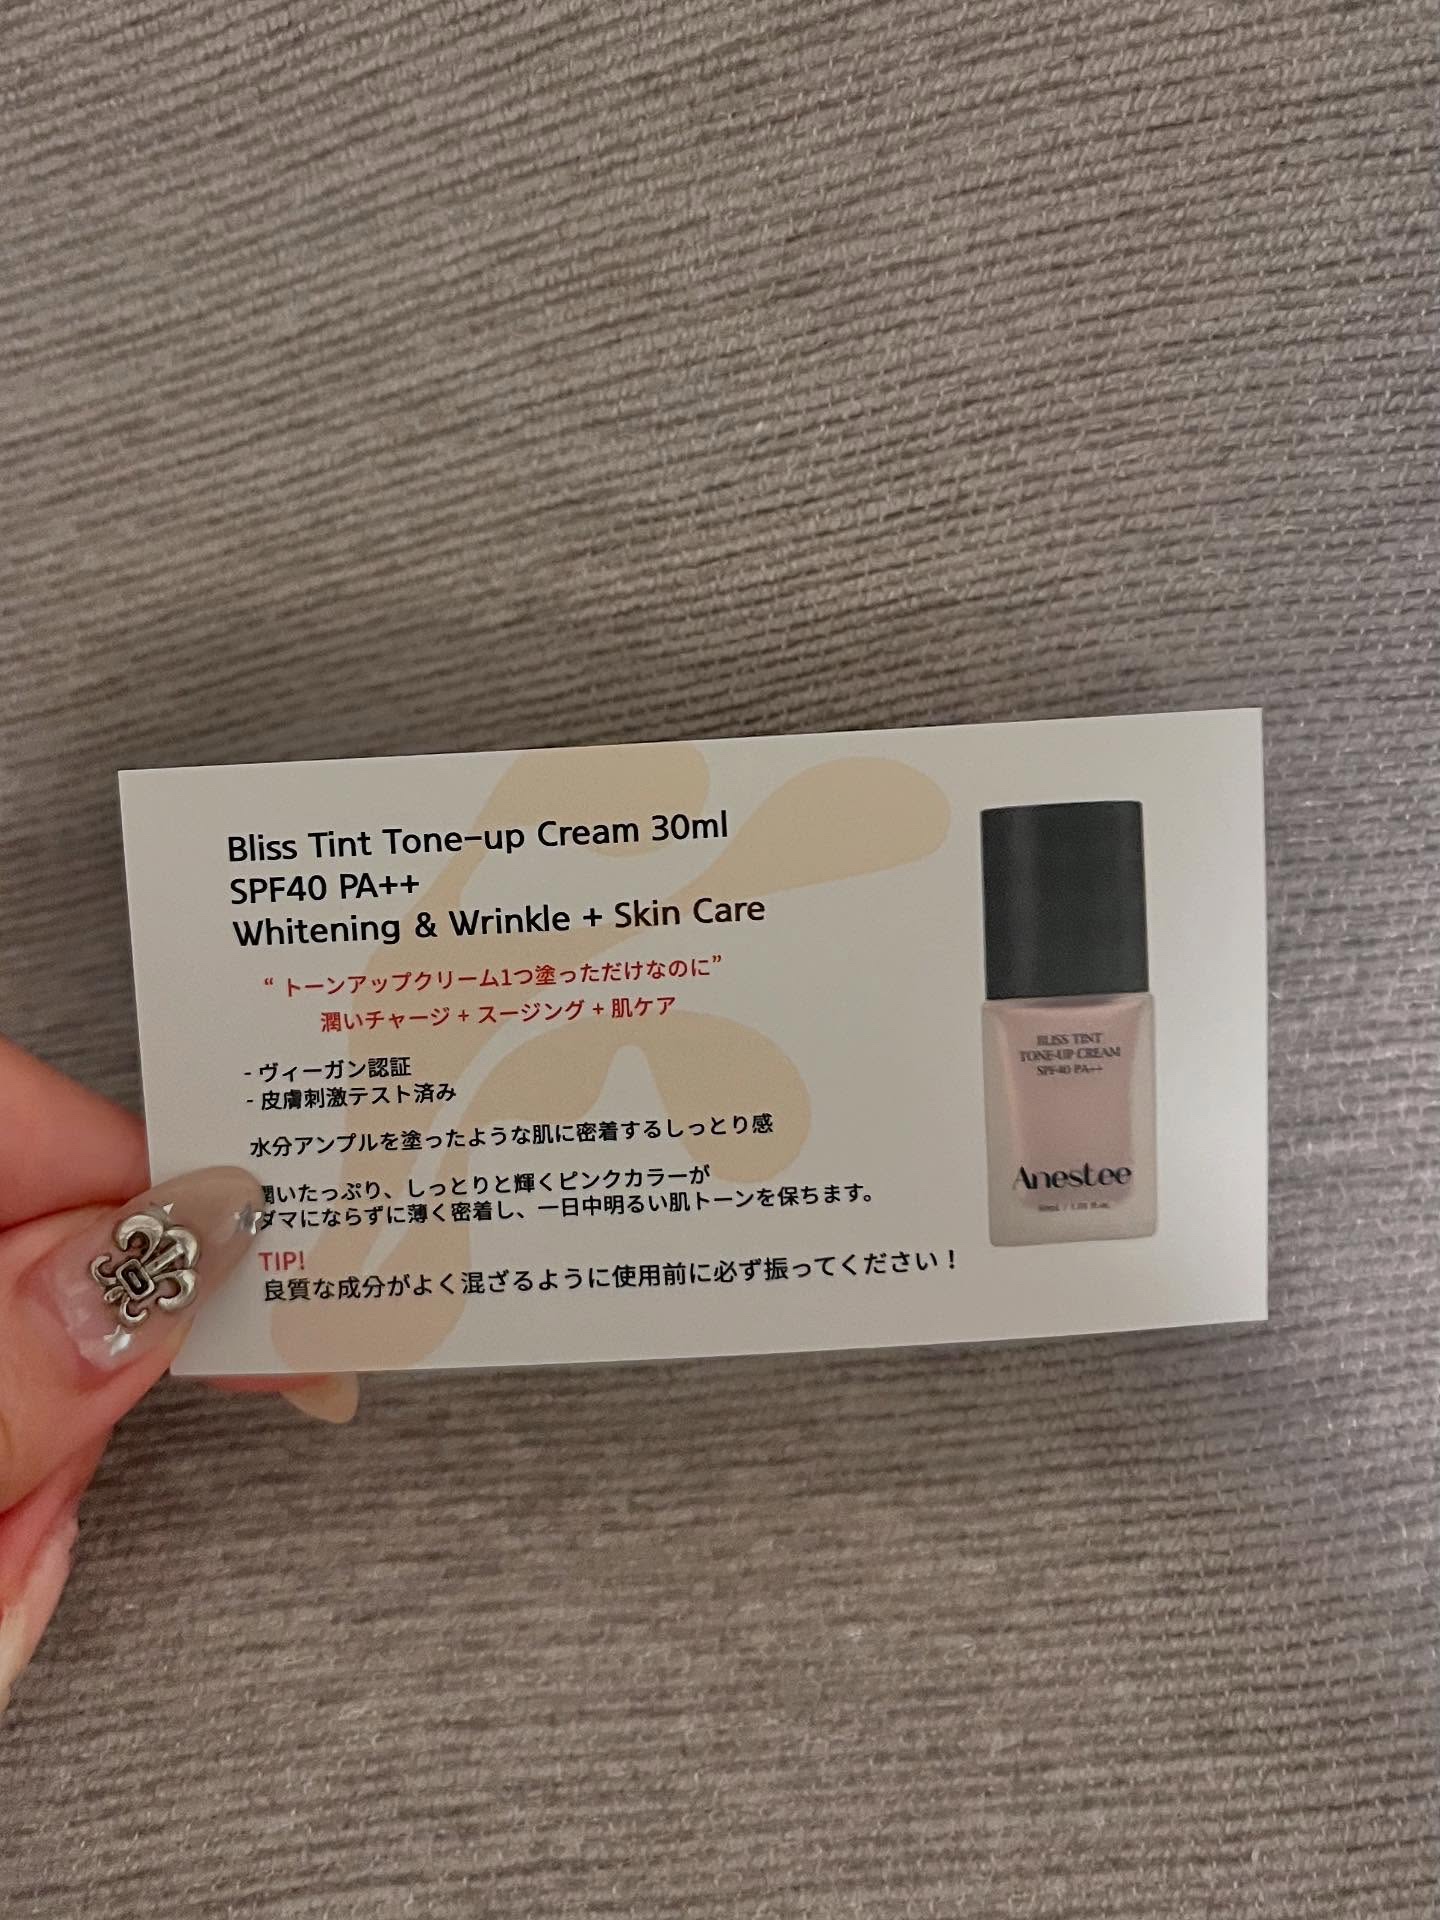 Bliss Tint Tone-up Cream 30ml
SPF40 PA++
Whitening & Wrinkle + Skin Care
“ トーンアップクリーム1つ塗っただけなのに”
潤いチャージ + スージング + 肌ケア
- ヴィーガン認証
- 皮膚刺激テスト済み
水分アンプルを塗ったような肌に密着するしっとり感
潤いたっぷり、しっとりと輝くピンクカラーが
ダマにならずに薄く密着し、一日中明るい肌トーンを保ちます。
TIP!
良質な成分がよく混ざるように使用前に必ず振ってください！
BLISS TINT
TONE-UP CREAM
SPF40 PA++
Anestee